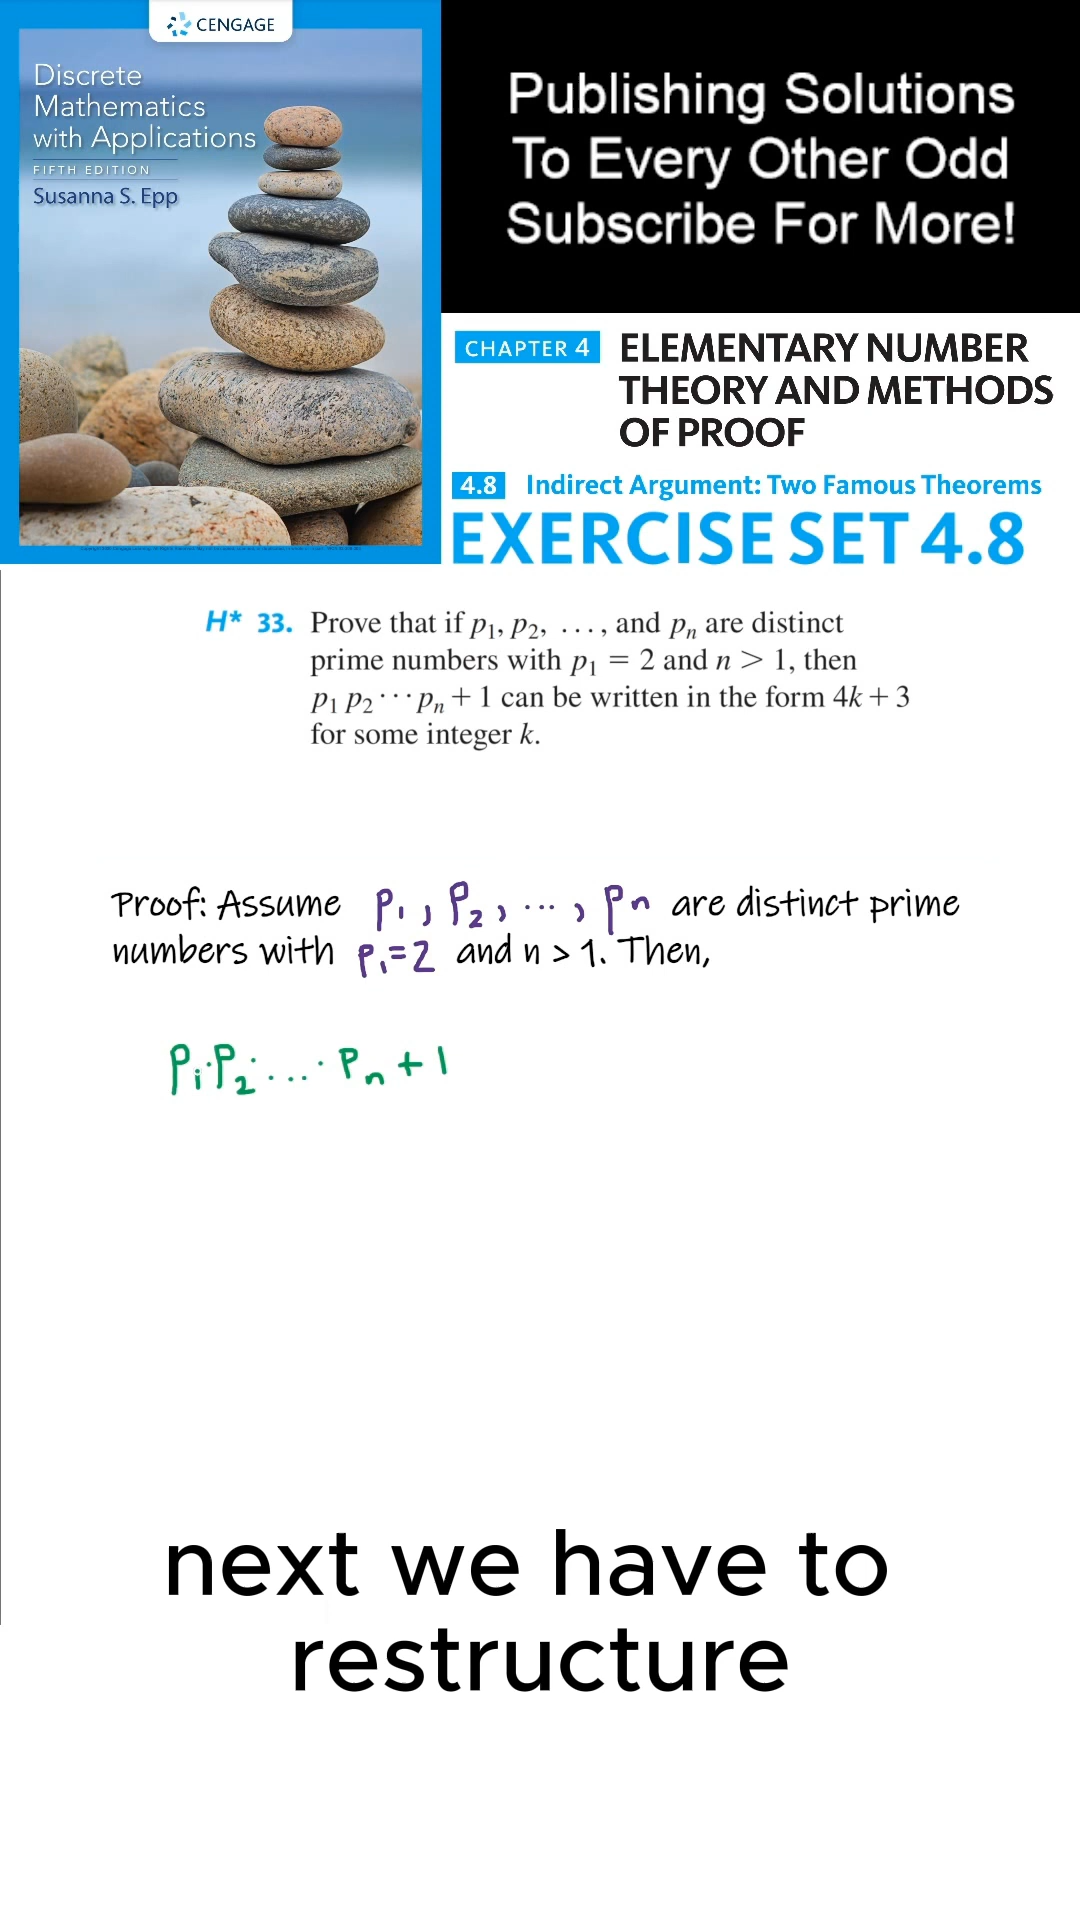 CENGAGE
Discrete
Mathematics
with Applications
FIFTH EDITION
Susanna S. Epp
Publishing Solutions
To Every Other Odd
Subscribe For More!
CHAPTER 4 ELEMENTARY NUMBER
THEORY AND METHODS
OF PROOF
4.8 Indirect Argument: Two Famous Theorems
EXERCISE SET 4.8
H* 33. Prove that if p₁, p₂, …, and pₙ are distinct
prime numbers with p₁ = 2 and n > 1, then
p₁ p₂ ⋯ pₙ + 1 can be written in the form 4k + 3
for some integer k.
Proof: Assume P₁, P₂, ⋯, Pₙ are distinct prime
numbers with P₁=2 and n > 1. Then,
P₁·P₂·…·Pₙ + 1
next we have to
restructure